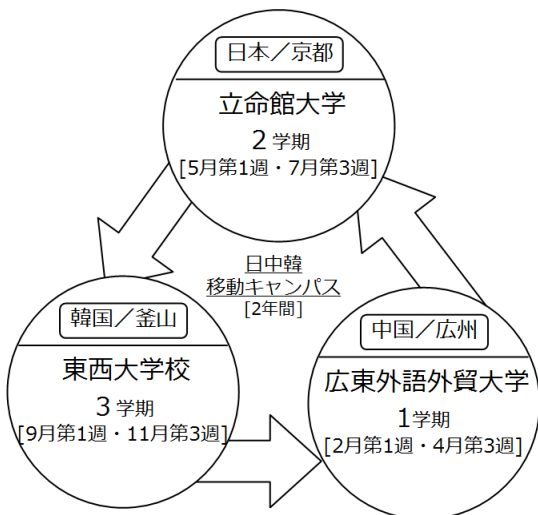 日本／京都
立命館大学
2 学期
[5月第1週・7月第3週]
日中韓
移動キャンパス
[2年間]
韓国／釜山
東西大学校
3 学期
[9月第1週・11月第3週]
中国／広州
広東外語外貿大学
1学期
[2月第1週・4月第3週]